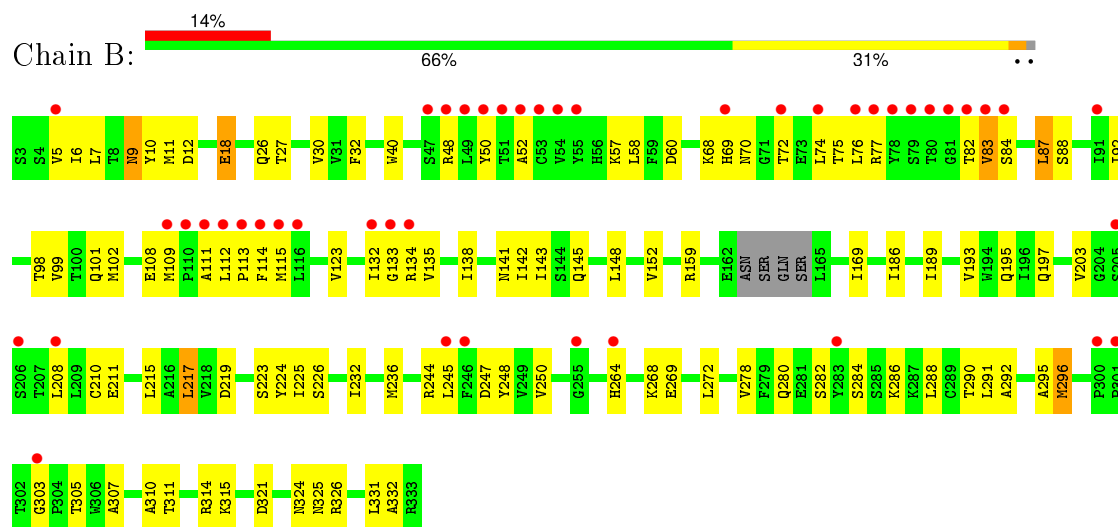 14%
Chain B:
66% 31% • •
S3 S4 V5 I6 L7 T8 N9 Y10 M11 D12 E18 Q26 T27 V30 V31 F32 W40 S47 R48 L49 Y50 T51 A52 C53 V54 Y55 H56 K57 L58 F59 D60 K68 H69 N70 G71 T72 E73 L74 T75 L76 R77 Y78 S79 T80 G81 T82 V83 S84 L87 S88 I91 I92
T98 V99 T100 Q101 M102 E108 M109 P110 A111 L112 P113 F114 M115 L116 V123 I132 G133 R134 V135 I138 N141 I142 I143 S144 Q145 L148 V152 R159 E162 ASN SER GLN SER L165 I169 I186 I189 V193 W194 Q195 I196 Q197 V203 G204 S205
S206 T207 L208 L209 C210 E211 L215 A216 L217 V218 D219 S223 Y224 I225 S226 I232 M236 R244 L245 F246 D247 Y248 V249 V250 G255 H264 K268 E269 L272 V278 F279 Q280 E281 S282 Y283 S284 S285 K286 K287 L288 C289 T290 L291 A292 A295 M296 P300
T302 G303 P304 T305 W306 A307 A310 T311 R314 K315 D321 N324 N325 R326 L331 A332 R333